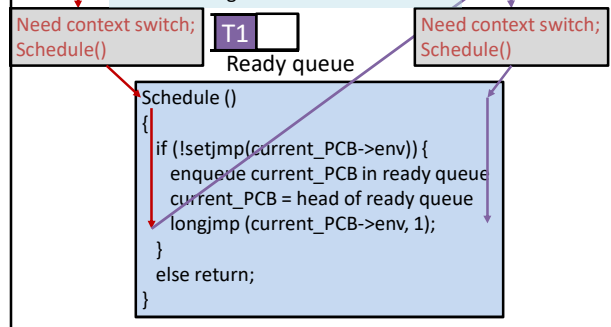 Need context switch;
Schedule()
T1
Ready queue
Need context switch;
Schedule()
Schedule ()
{
if (!setjmp(current_PCB->env)) {
enqueue current_PCB in ready queue
current_PCB = head of ready queue
longjmp (current_PCB->env, 1);
}
else return;
}